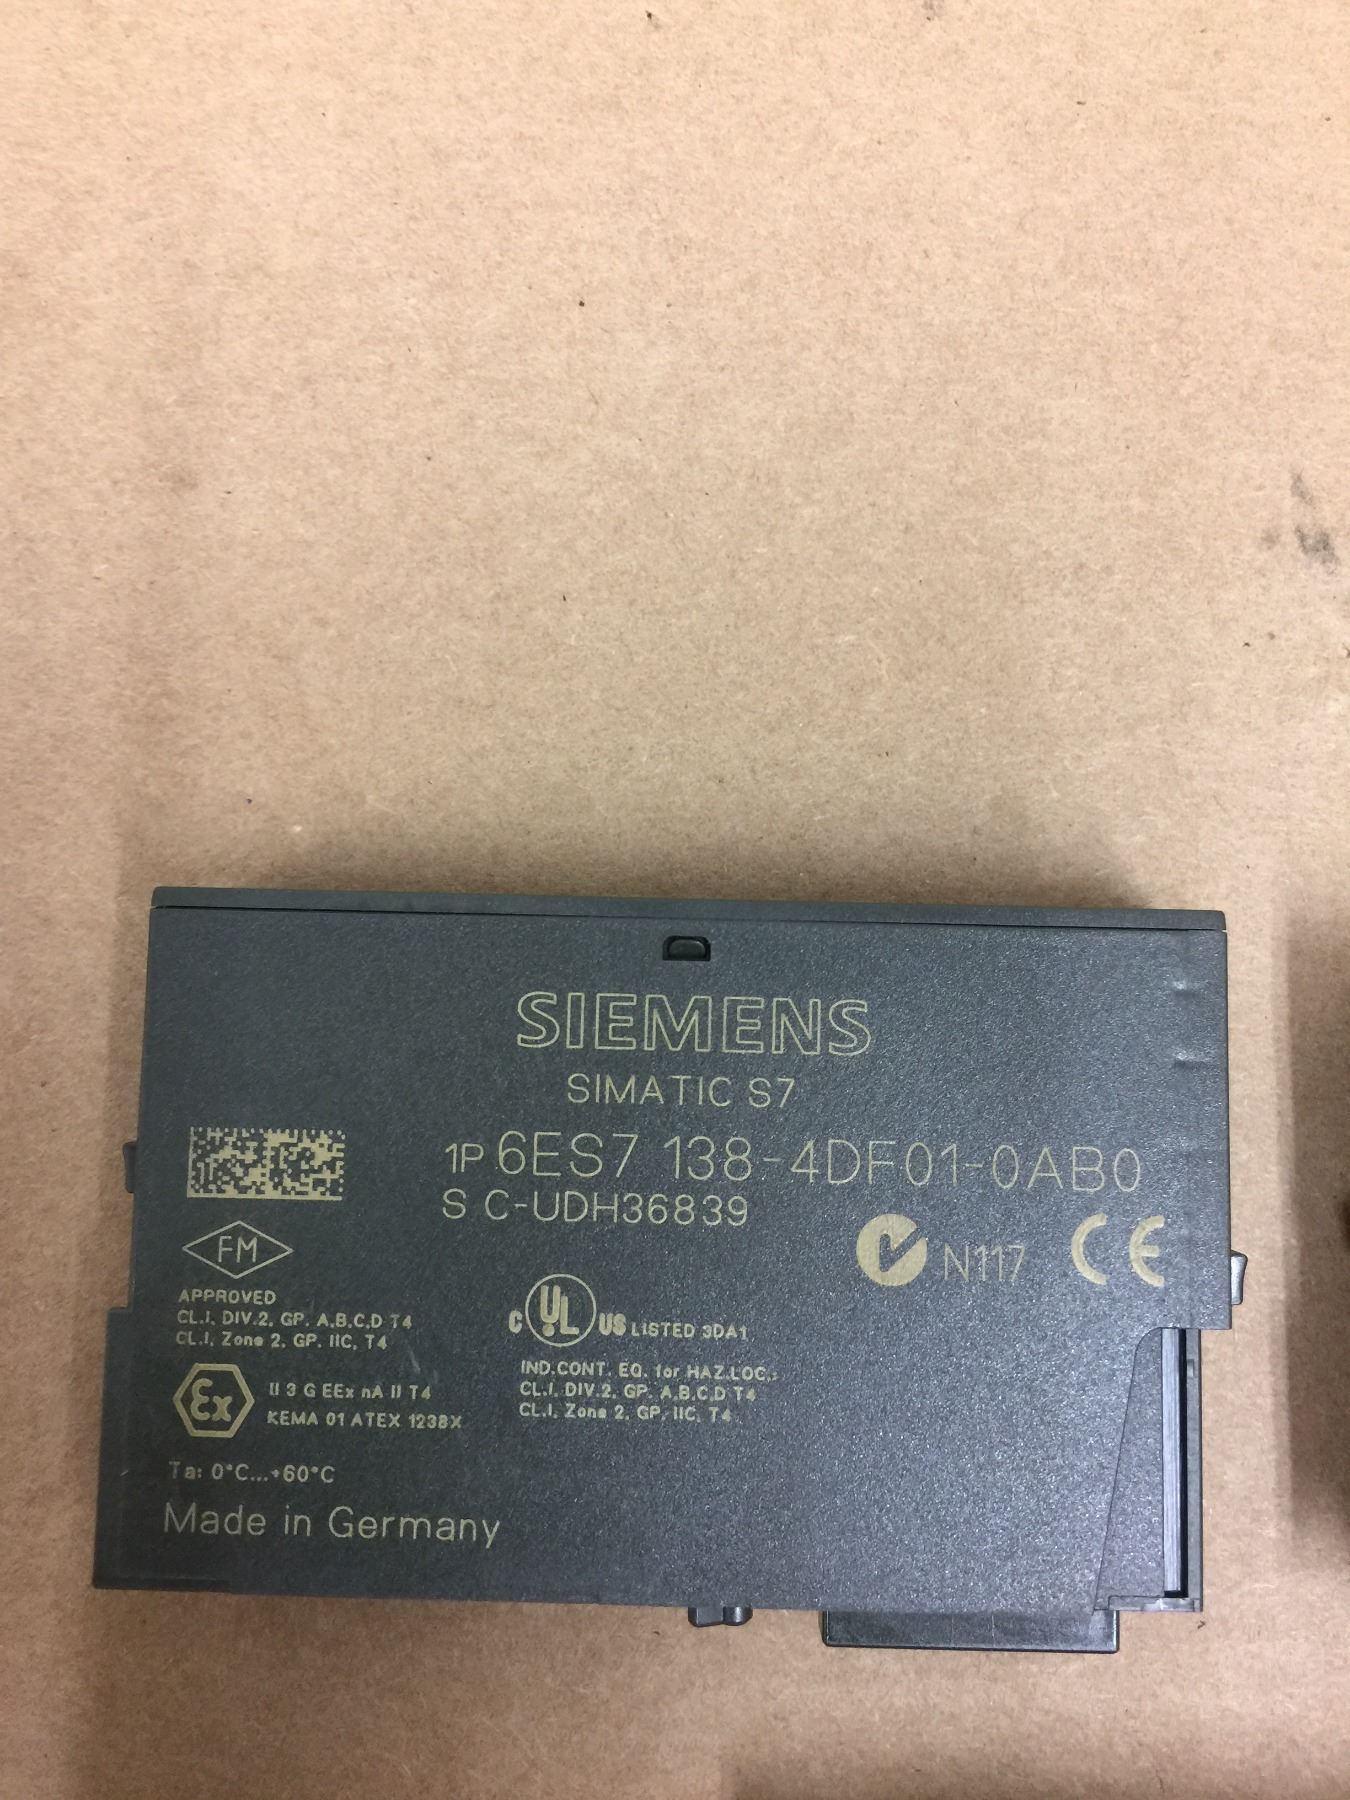 SIEMENS
SIMATIC S7
1P 6ES7 138-4DF01-0AB0
S C-UDH36839
FM
APPROVED
CL.I, DIV.2, GP. A,B,C,D T4
CL.I, Zone 2, GP. IIC, T4
N117 CE
C UL US LISTED 3DA1
IND.CONT. EQ. for HAZ.LOC.:
CL.I, DIV.2, GP. A,B,C,D T4
CL.I, Zone 2, GP. IIC, T4
Ex II 3 G EEx nA II T4
KEMA 01 ATEX 1238X
Ta: 0°C...+60°C
Made in Germany